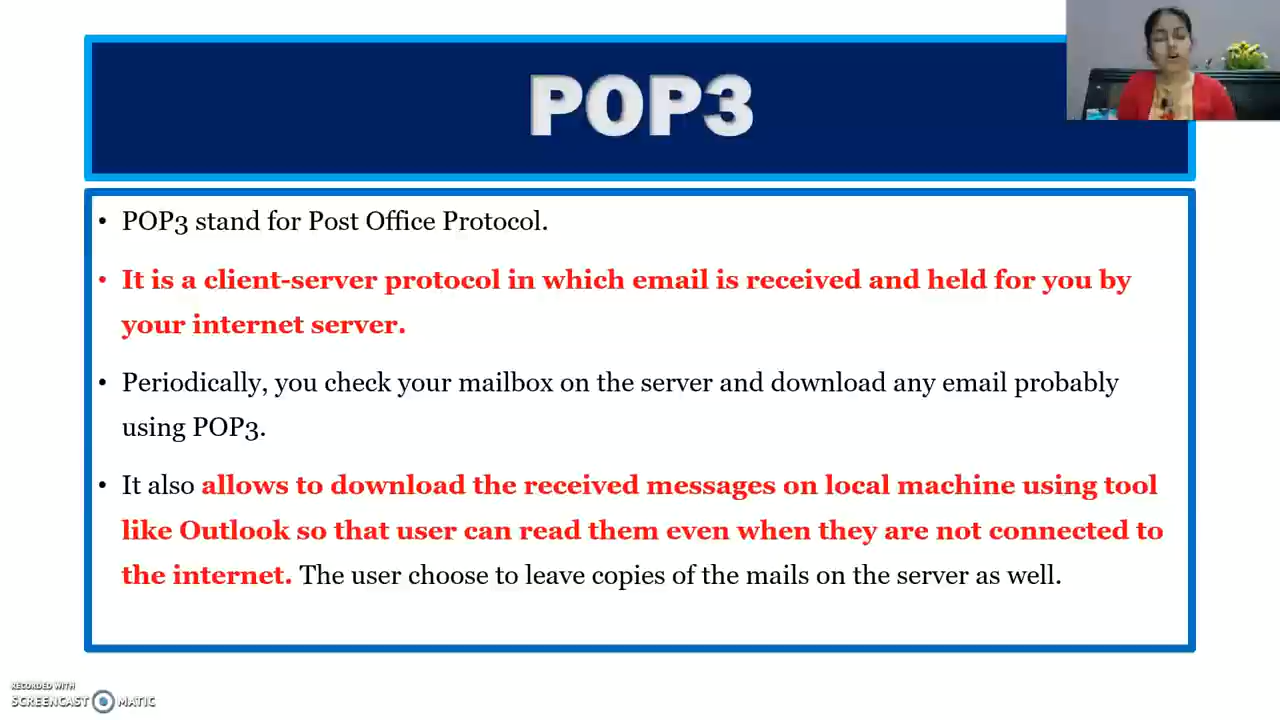 POP3
• POP3 stand for Post Office Protocol.
• It is a client-server protocol in which email is received and held for you by
your internet server.
• Periodically, you check your mailbox on the server and download any email probably
using POP3.
• It also allows to download the received messages on local machine using tool
like Outlook so that user can read them even when they are not connected to
the internet. The user choose to leave copies of the mails on the server as well.
RECORDED WITH
SCREENCAST MATIC